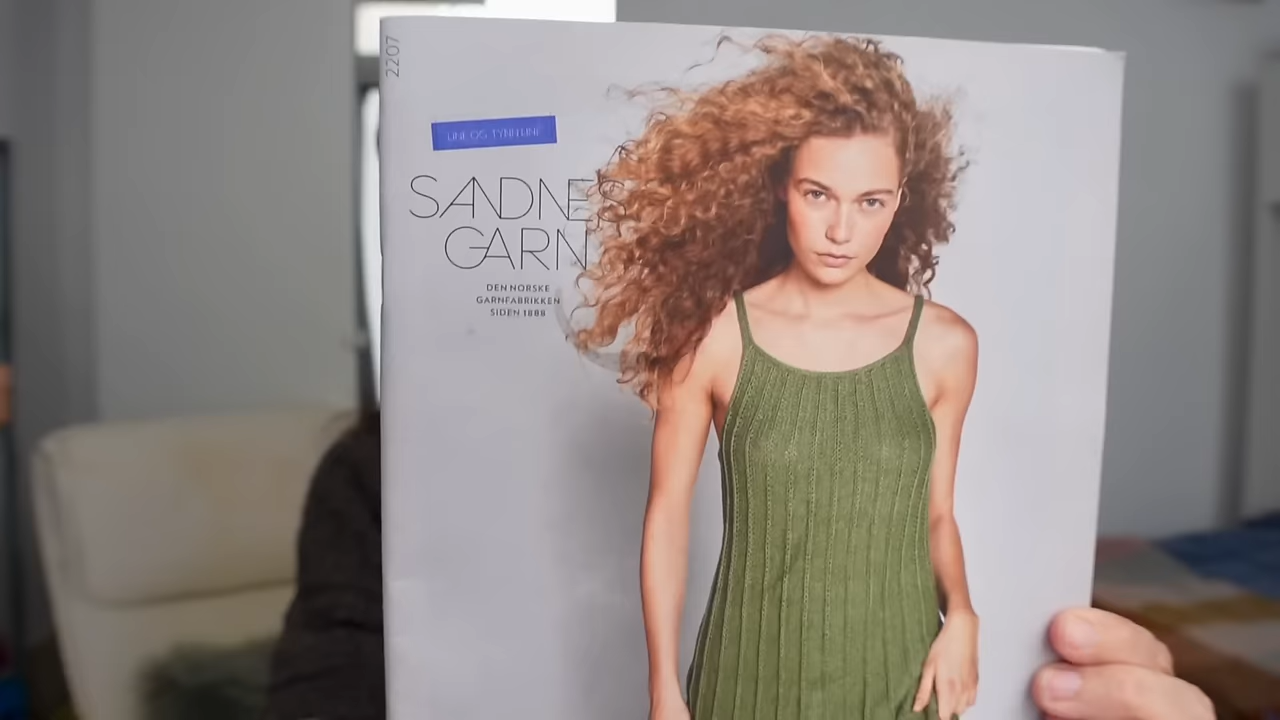 2207
LINE OG TYNN LINE
SANDNES
GARN
DEN NORSKE
GARNFABRIKKEN
SIDEN 1888